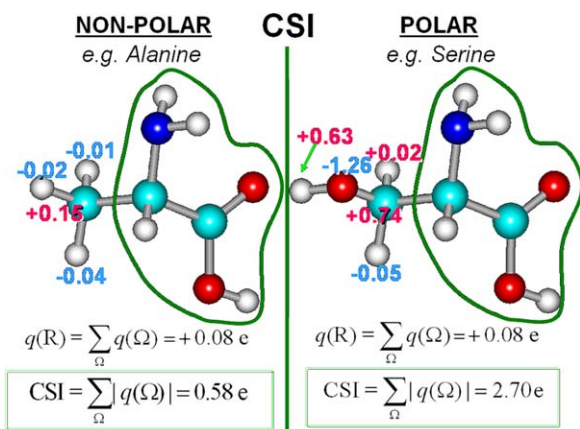 NON-POLAR
e.g. Alanine
CSI
POLAR
e.g. Serine
-0.01
-0.02
+0.15
-0.04
q(R) = ∑Ω q(Ω) = +0.08 e
CSI = ∑Ω |q(Ω)| = 0.58 e
+0.63
-1.26
+0.02
+0.74
-0.05
q(R) = ∑Ω q(Ω) = +0.08 e
CSI = ∑Ω |q(Ω)| = 2.70 e